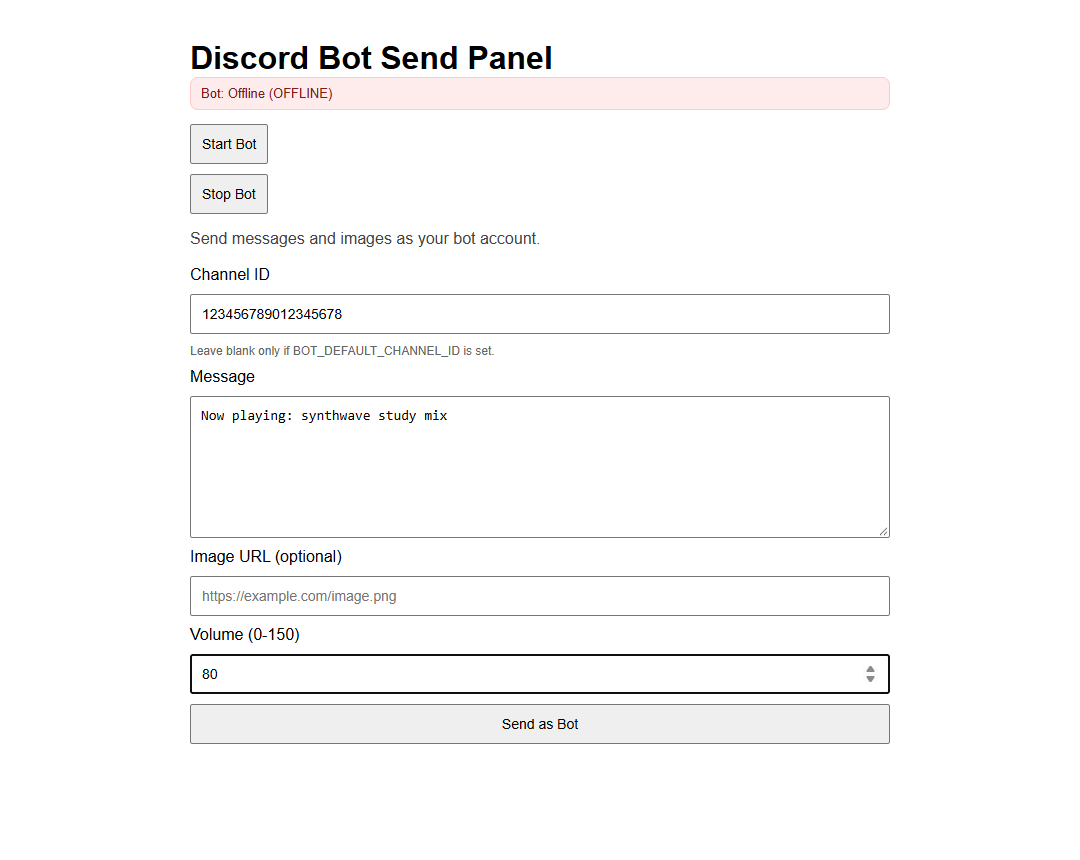 Discord Bot Send Panel
Bot: Offline (OFFLINE)
Start Bot
Stop Bot
Send messages and images as your bot account.
Channel ID
123456789012345678
Leave blank only if BOT_DEFAULT_CHANNEL_ID is set.
Message
Now playing: synthwave study mix
Image URL (optional)
https://example.com/image.png
Volume (0-150)
80
Send as Bot